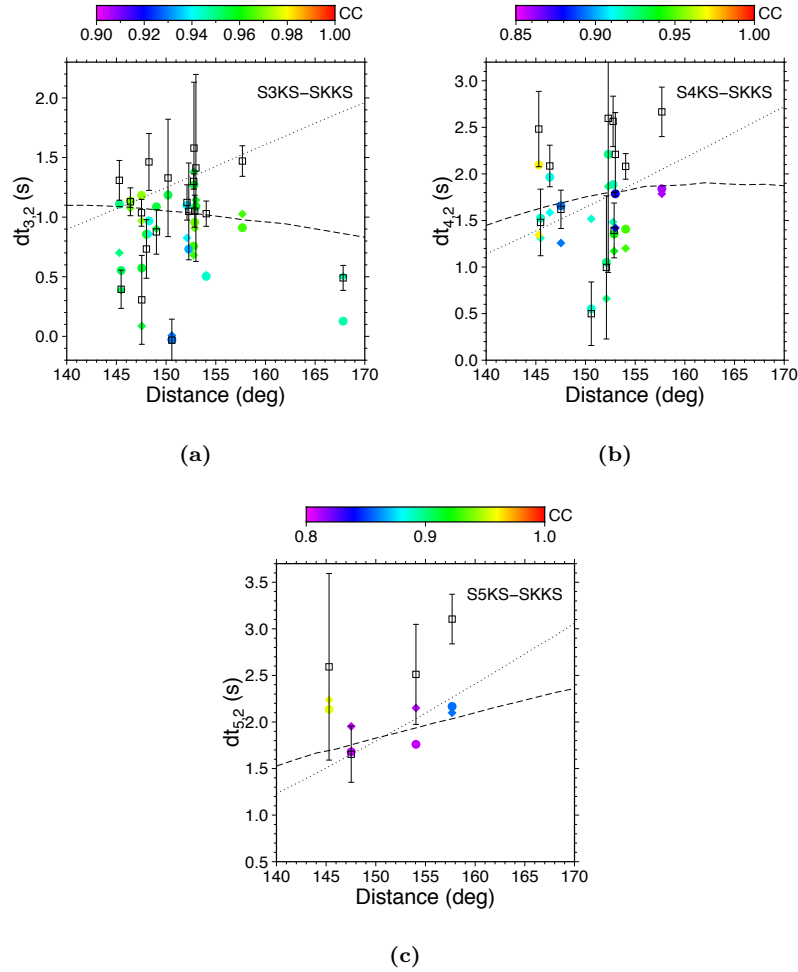 CC
0.90 0.92 0.94 0.96 0.98 1.00
S3KS−SKKS
dt3,2 (s)
2.0
1.5
1.0
0.5
0.0
140 145 150 155 160 165 170
Distance (deg)
(a)
CC
0.85 0.90 0.95 1.00
S4KS−SKKS
dt4,2 (s)
3.0
2.5
2.0
1.5
1.0
0.5
0.0
140 145 150 155 160 165 170
Distance (deg)
(b)
CC
0.8 0.9 1.0
S5KS−SKKS
dt5,2 (s)
3.5
3.0
2.5
2.0
1.5
1.0
0.5
140 145 150 155 160 165 170
Distance (deg)
(c)